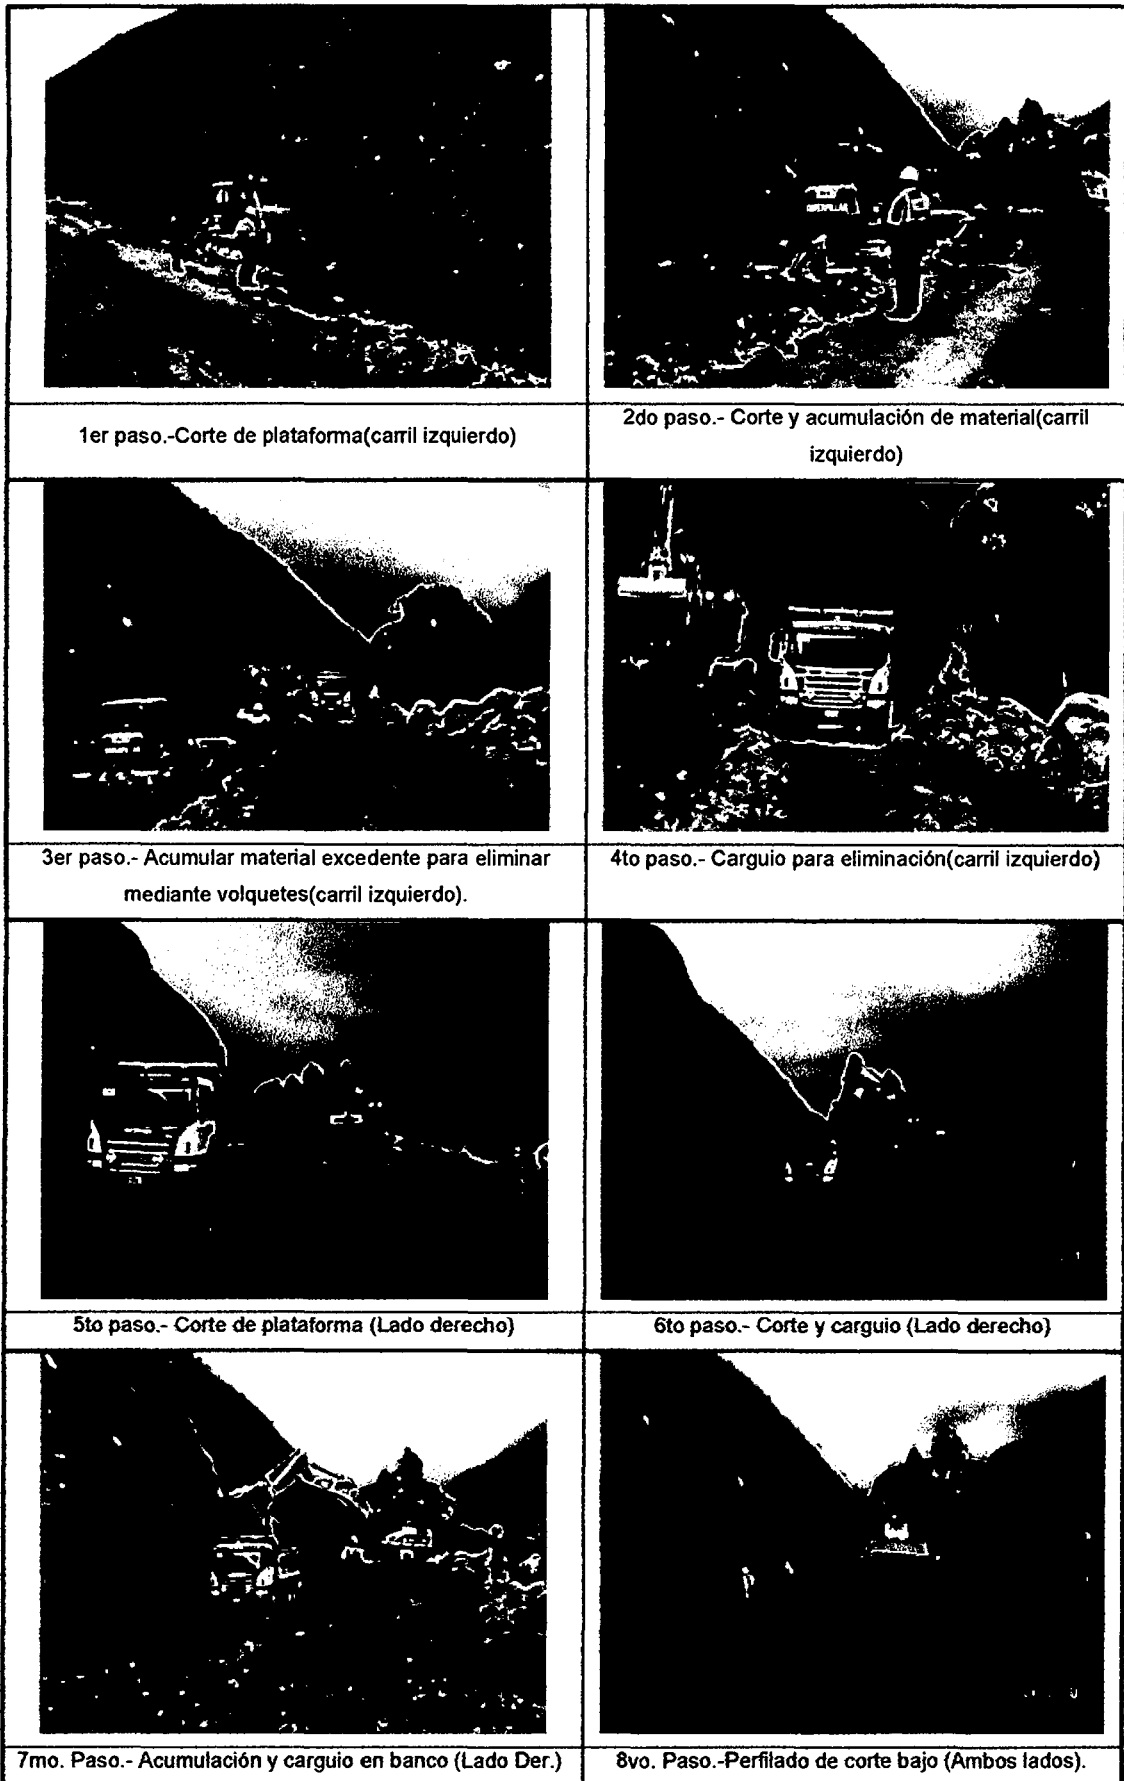 CATERPILLAR
1er paso.-Corte de plataforma(carril izquierdo)
2do paso.- Corte y acumulación de material(carril
izquierdo)
3er paso.- Acumular material excedente para eliminar
mediante volquetes(carril izquierdo).
4to paso.- Carguio para eliminación(carril izquierdo)
5to paso.- Corte de plataforma (Lado derecho)
6to paso.- Corte y carguio (Lado derecho)
7mo. Paso.- Acumulación y carguio en banco (Lado Der.)
8vo. Paso.-Perfilado de corte bajo (Ambos lados).